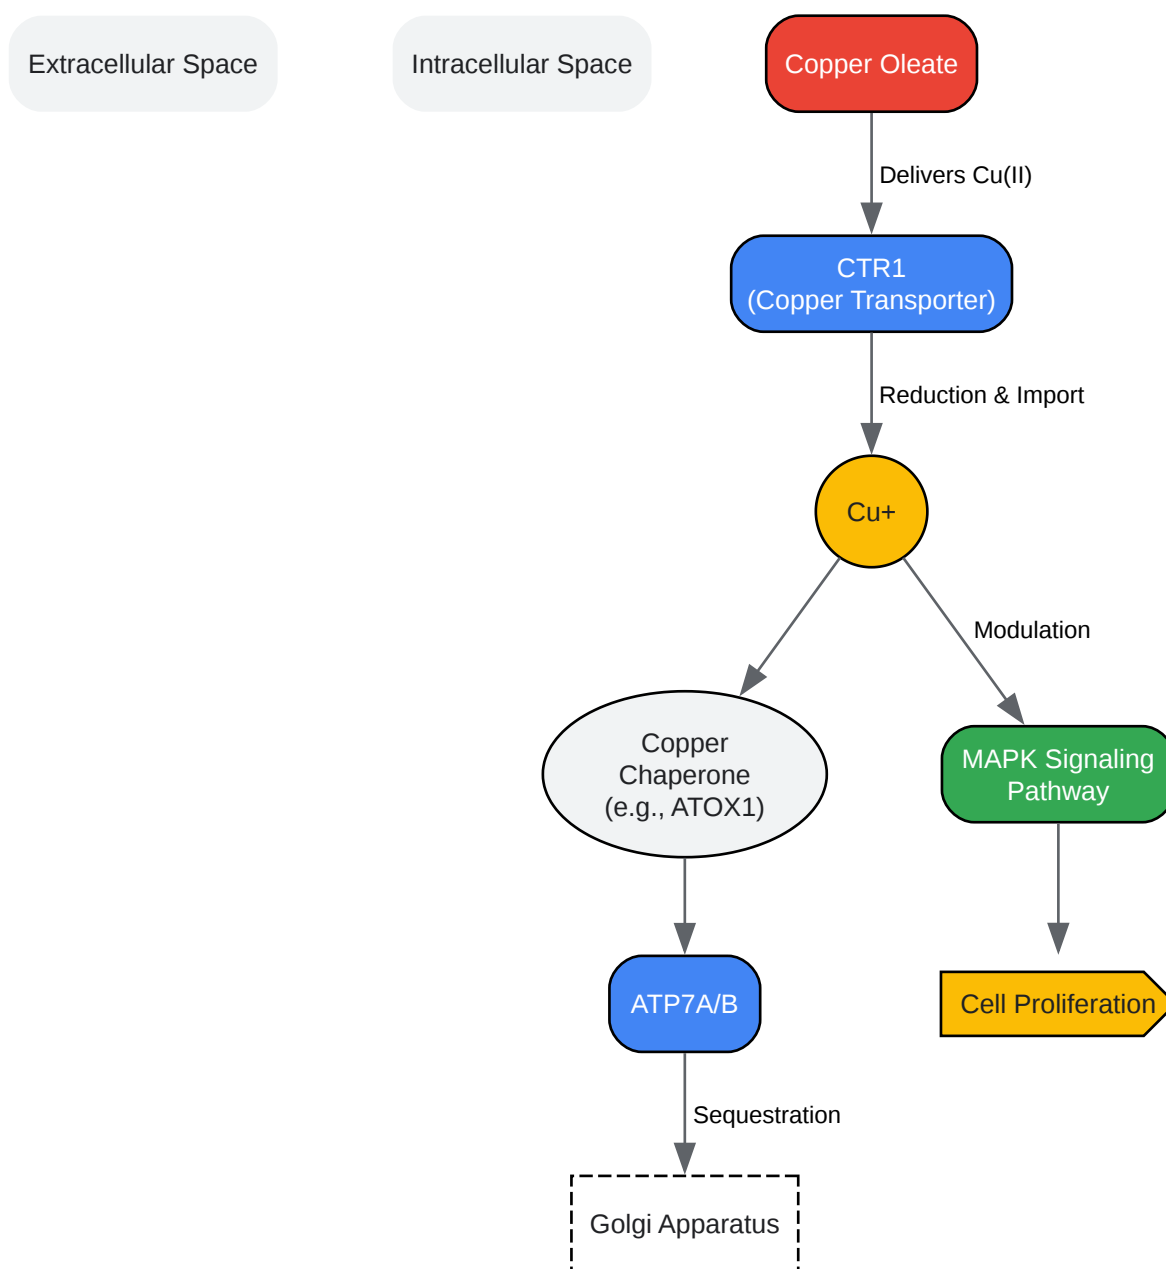 Extracellular Space
Intracellular Space
Copper Oleate
Delivers Cu(II)
CTR1
(Copper Transporter)
Reduction & Import
Cu+
Modulation
Copper
Chaperone
(e.g., ATOX1)
MAPK Signaling
Pathway
ATP7A/B
Cell Proliferation
Sequestration
Golgi Apparatus